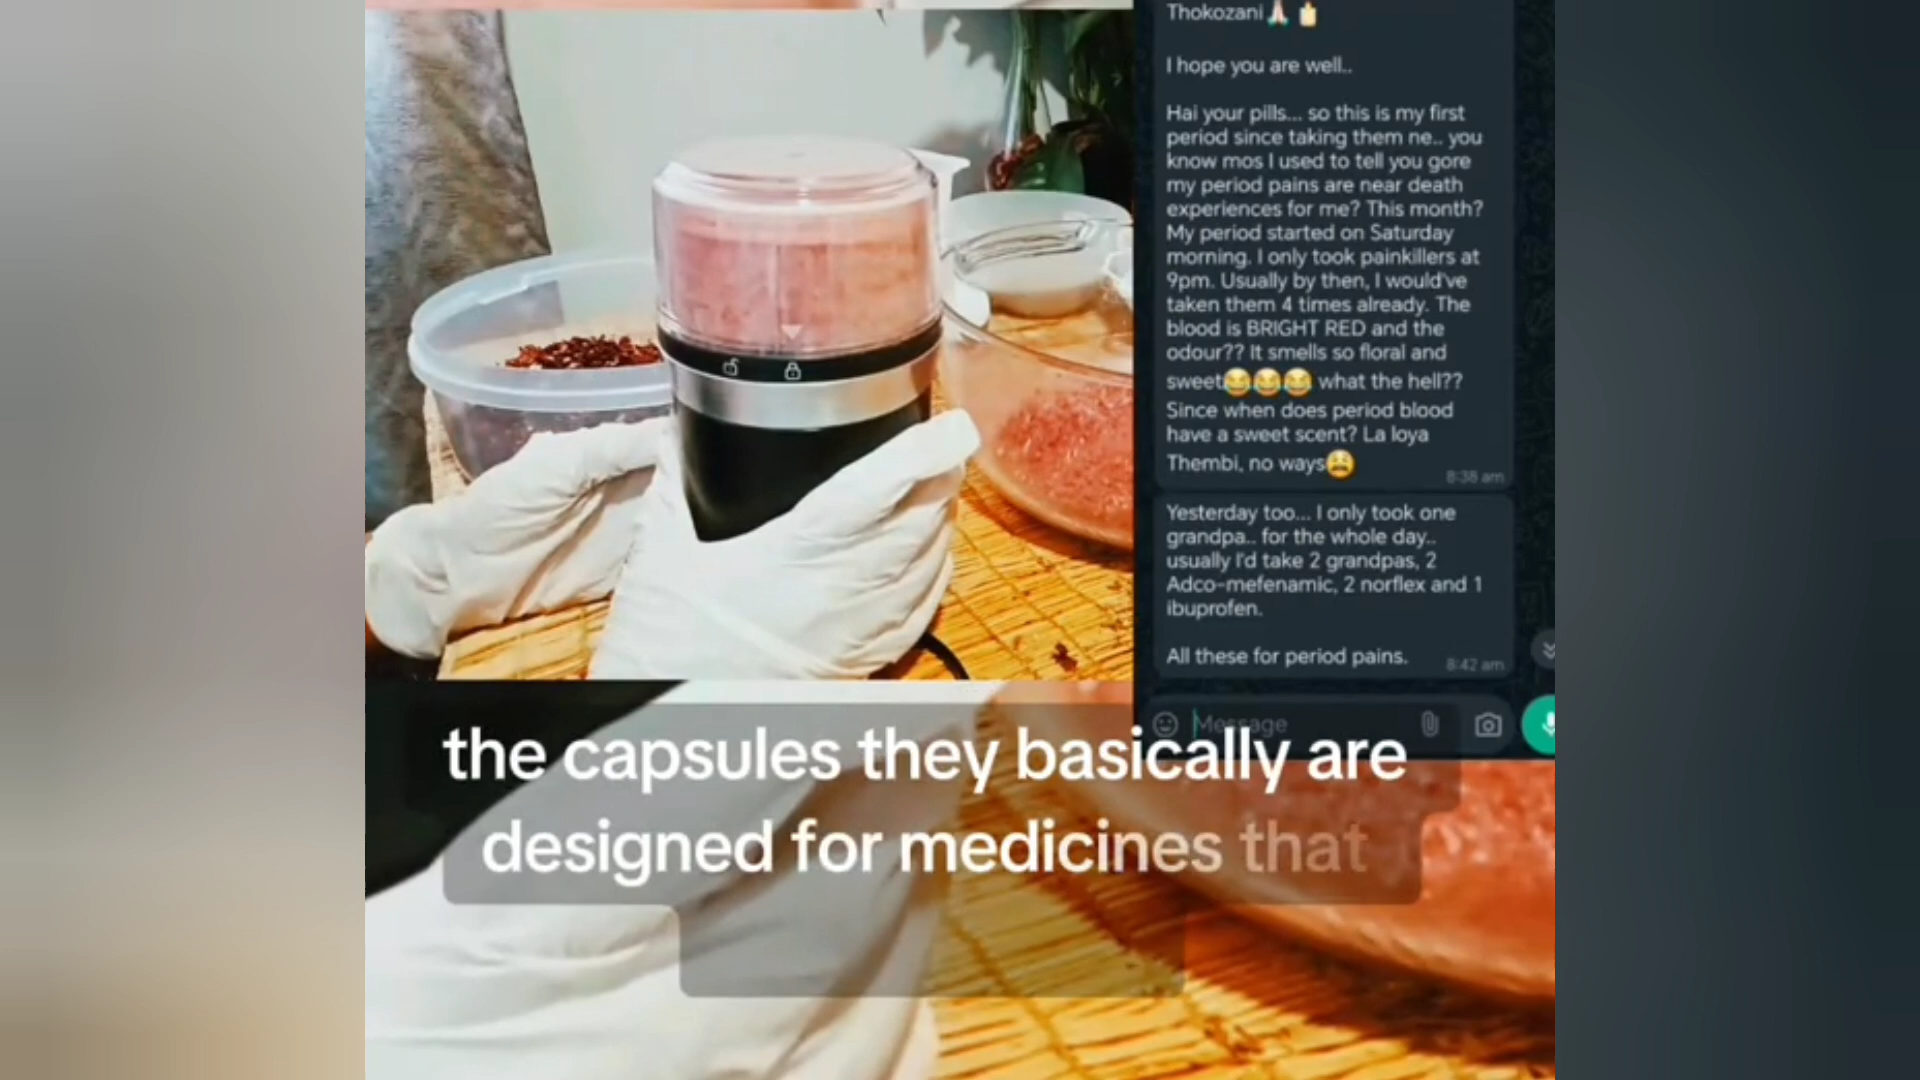 Thokozani🙏🏻🕯️
I hope you are well..
Hai your pills... so this is my first
period since taking them ne.. you
know mos I used to tell you gore
my period pains are near death
experiences for me? This month?
My period started on Saturday
morning. I only took painkillers at
9pm. Usually by then, I would've
taken them 4 times already. The
blood is BRIGHT RED and the
odour?? It smells so floral and
sweet😂😂😂 what the hell??
Since when does period blood
have a sweet scent? La loya
Thembi, no ways😫
8:38 am
Yesterday too... I only took one
grandpa.. for the whole day..
usually I'd take 2 grandpas, 2
Adco-mefenamic, 2 norflex and 1
ibuprofen.
All these for period pains.
8:42 am
Message
the capsules they basically are
designed for medicines that